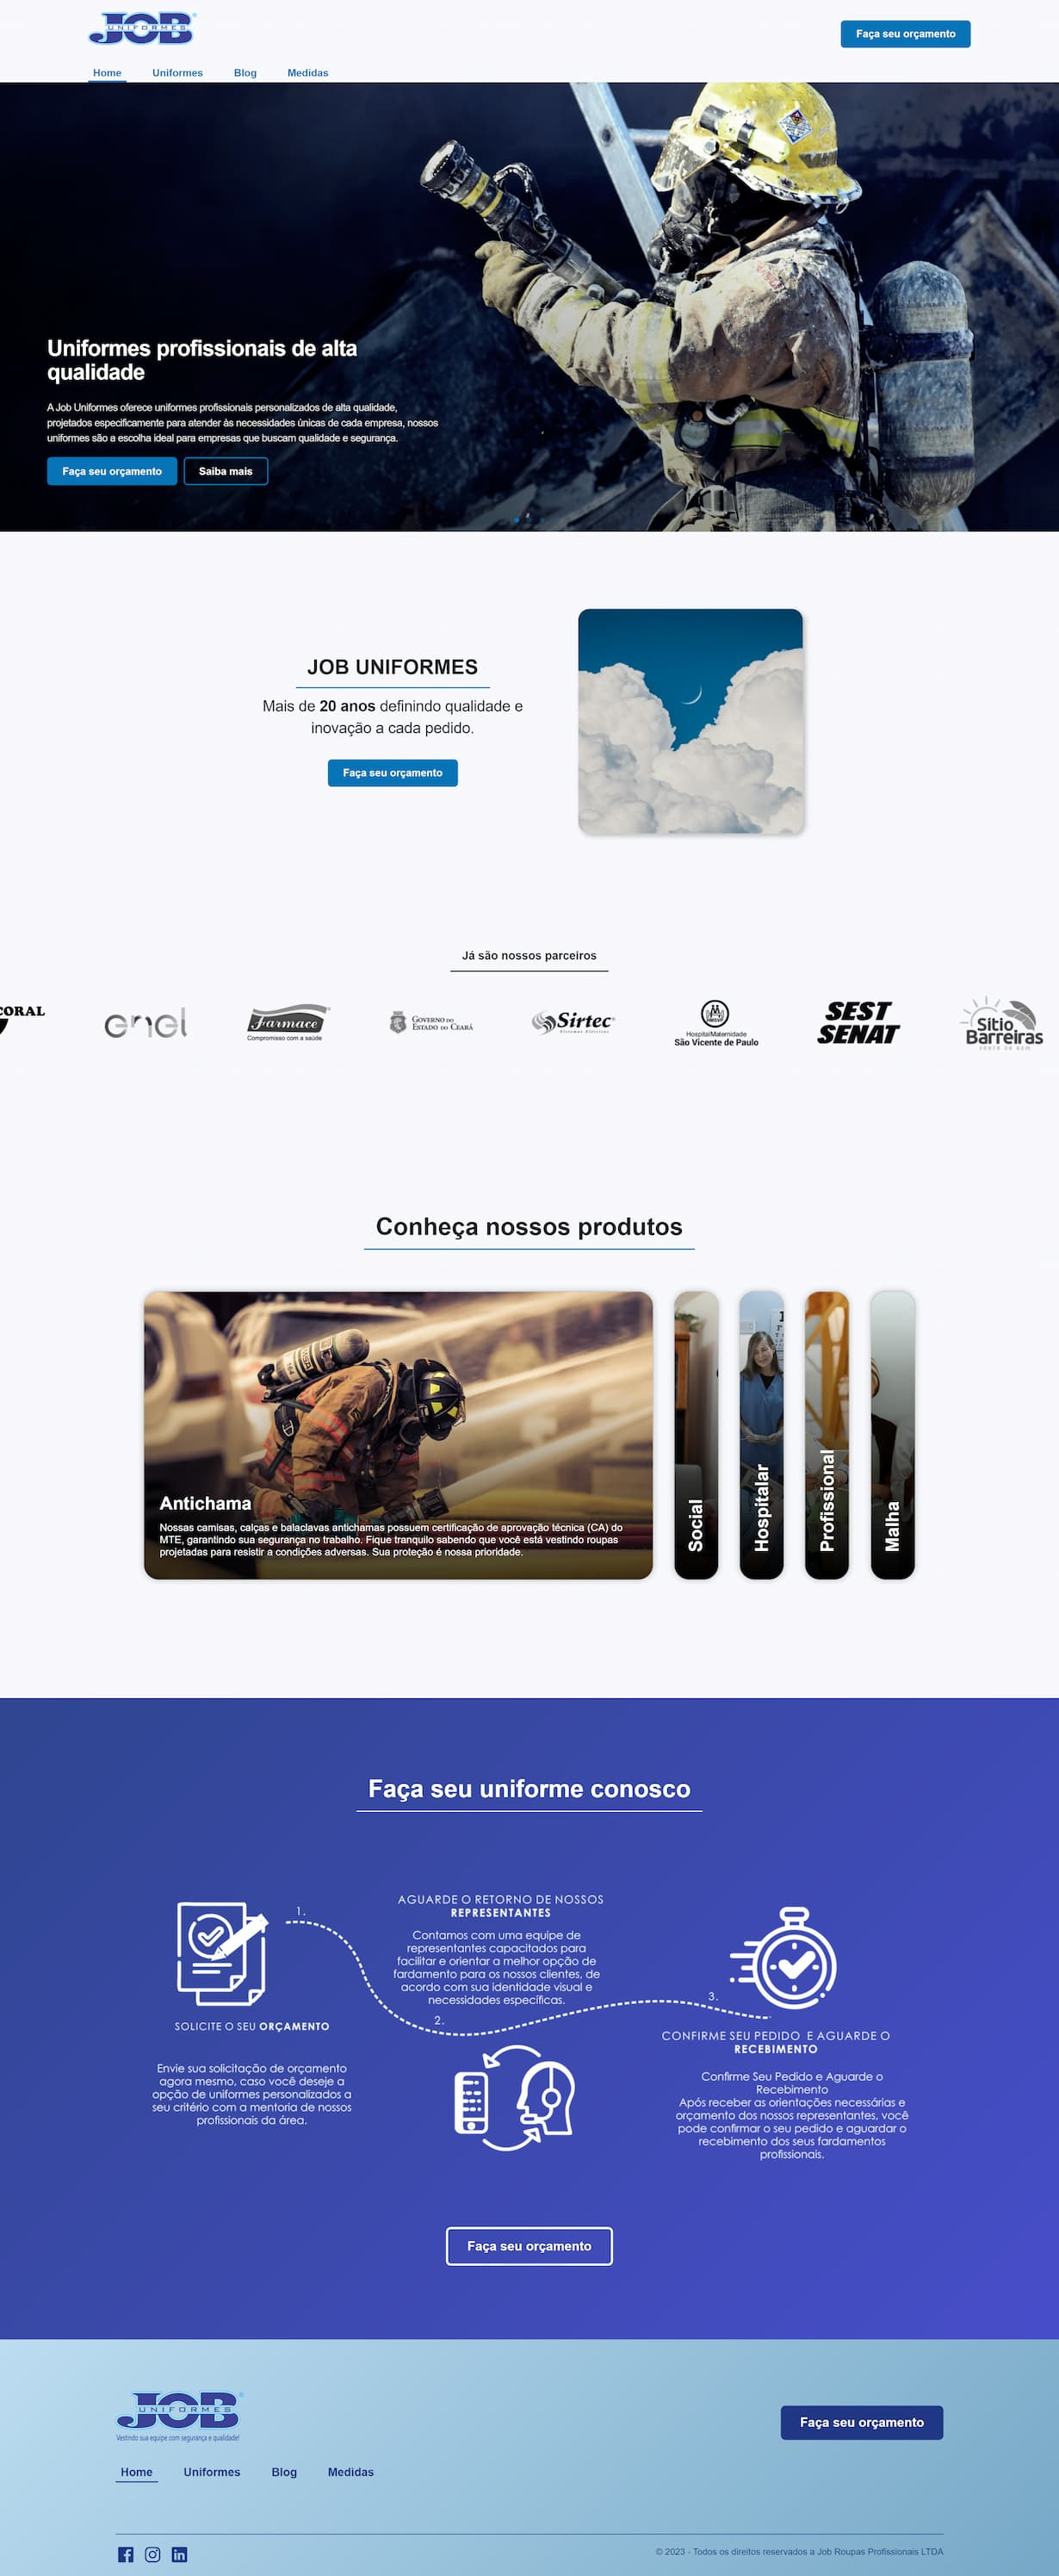 JOB
UNIFORMES
Faça seu orçamento
Home
Uniformes
Blog
Medidas
Uniformes profissionais de alta
qualidade
A Job Uniformes oferece uniformes profissionais personalizados de alta qualidade,
projetados especificamente para atender às necessidades únicas de cada empresa, nossos
uniformes são a escolha ideal para empresas que buscam qualidade e segurança.
Faça seu orçamento
Saiba mais
JOB UNIFORMES
Mais de 20 anos definindo qualidade e
inovação a cada pedido.
Faça seu orçamento
Já são nossos parceiros
CORAL
enel
Farmace
Compromisso com a saúde
GOVERNO DO
ESTADO DO CEARÁ
Sirtec
Sistemas Elétricos
HospitalMaternidade
São Vicente de Paulo
SEST
SENAT
Sítio
Barreiras
Conheça nossos produtos
Antichama
Nossas camisas, calças e balaclavas antichamas possuem certificação de aprovação técnica (CA) do
MTE, garantindo sua segurança no trabalho. Fique tranquilo sabendo que você está vestindo roupas
projetadas para resistir a condições adversas. Sua proteção é nossa prioridade.
Social
Hospitalar
Profissional
Malha
Faça seu uniforme conosco
1.
SOLICITE O SEU ORÇAMENTO
Envie sua solicitação de orçamento
agora mesmo, caso você deseje a
opção de uniformes personalizados a
seu critério com a mentoria de nossos
profissionais da área.
AGUARDE O RETORNO DE NOSSOS
REPRESENTANTES
Contamos com uma equipe de
representantes capacitados para
facilitar e orientar a melhor opção de
fardamento para os nossos clientes, de
acordo com sua identidade visual e
necessidades específicas.
2.
3.
CONFIRME SEU PEDIDO E AGUARDE O
RECEBIMENTO
Confirme Seu Pedido e Aguarde o
Recebimento
Após receber as orientações necessárias e
orçamento dos nossos representantes, você
pode confirmar o seu pedido e aguardar o
recebimento dos seus fardamentos
profissionais.
Faça seu orçamento
JOB
UNIFORMES
Vestindo sua equipe com segurança e qualidade!
Faça seu orçamento
Home
Uniformes
Blog
Medidas
© 2023 - Todos os direitos reservados a Job Roupas Profissionais LTDA